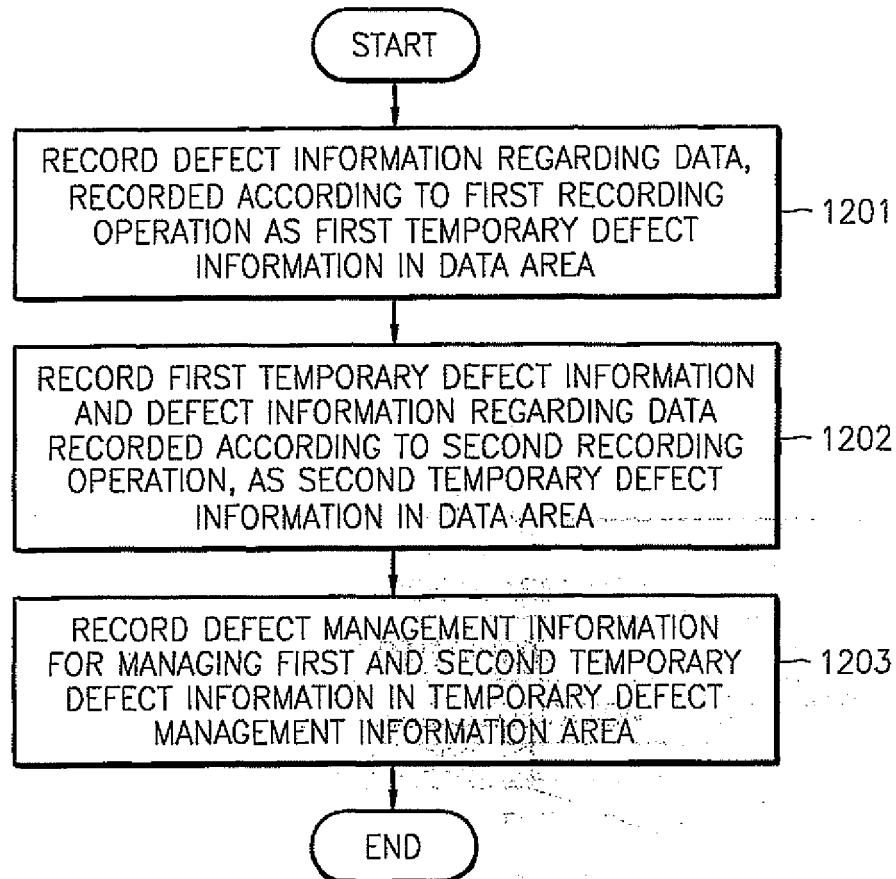 START
RECORD DEFECT INFORMATION REGARDING DATA,
RECORDED ACCORDING TO FIRST RECORDING
OPERATION AS FIRST TEMPORARY DEFECT
INFORMATION IN DATA AREA
1201
RECORD FIRST TEMPORARY DEFECT INFORMATION
AND DEFECT INFORMATION REGARDING DATA
RECORDED ACCORDING TO SECOND RECORDING
OPERATION, AS SECOND TEMPORARY DEFECT
INFORMATION IN DATA AREA
1202
RECORD DEFECT MANAGEMENT INFORMATION
FOR MANAGING FIRST AND SECOND TEMPORARY
DEFECT INFORMATION IN TEMPORARY DEFECT
MANAGEMENT INFORMATION AREA
1203
END